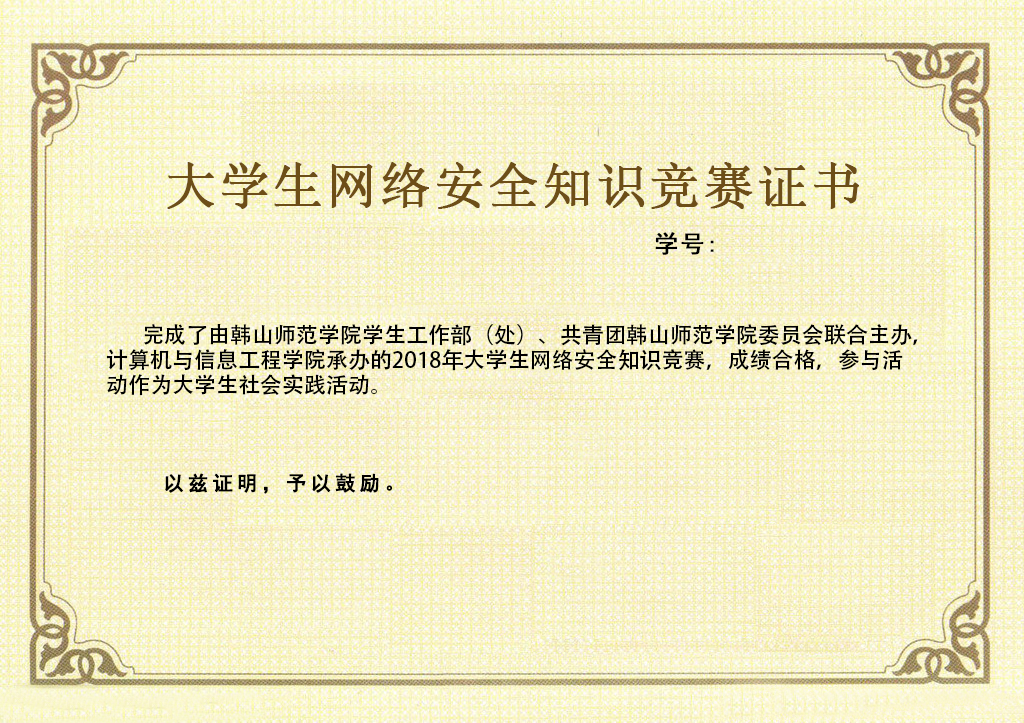 大学生网络安全知识竞赛证书
学号：
完成了由韩山师范学院学生工作部（处）、共青团韩山师范学院委员会联合主办，
计算机与信息工程学院承办的2018年大学生网络安全知识竞赛，成绩合格，参与活
动作为大学生社会实践活动。
以兹证明，予以鼓励。